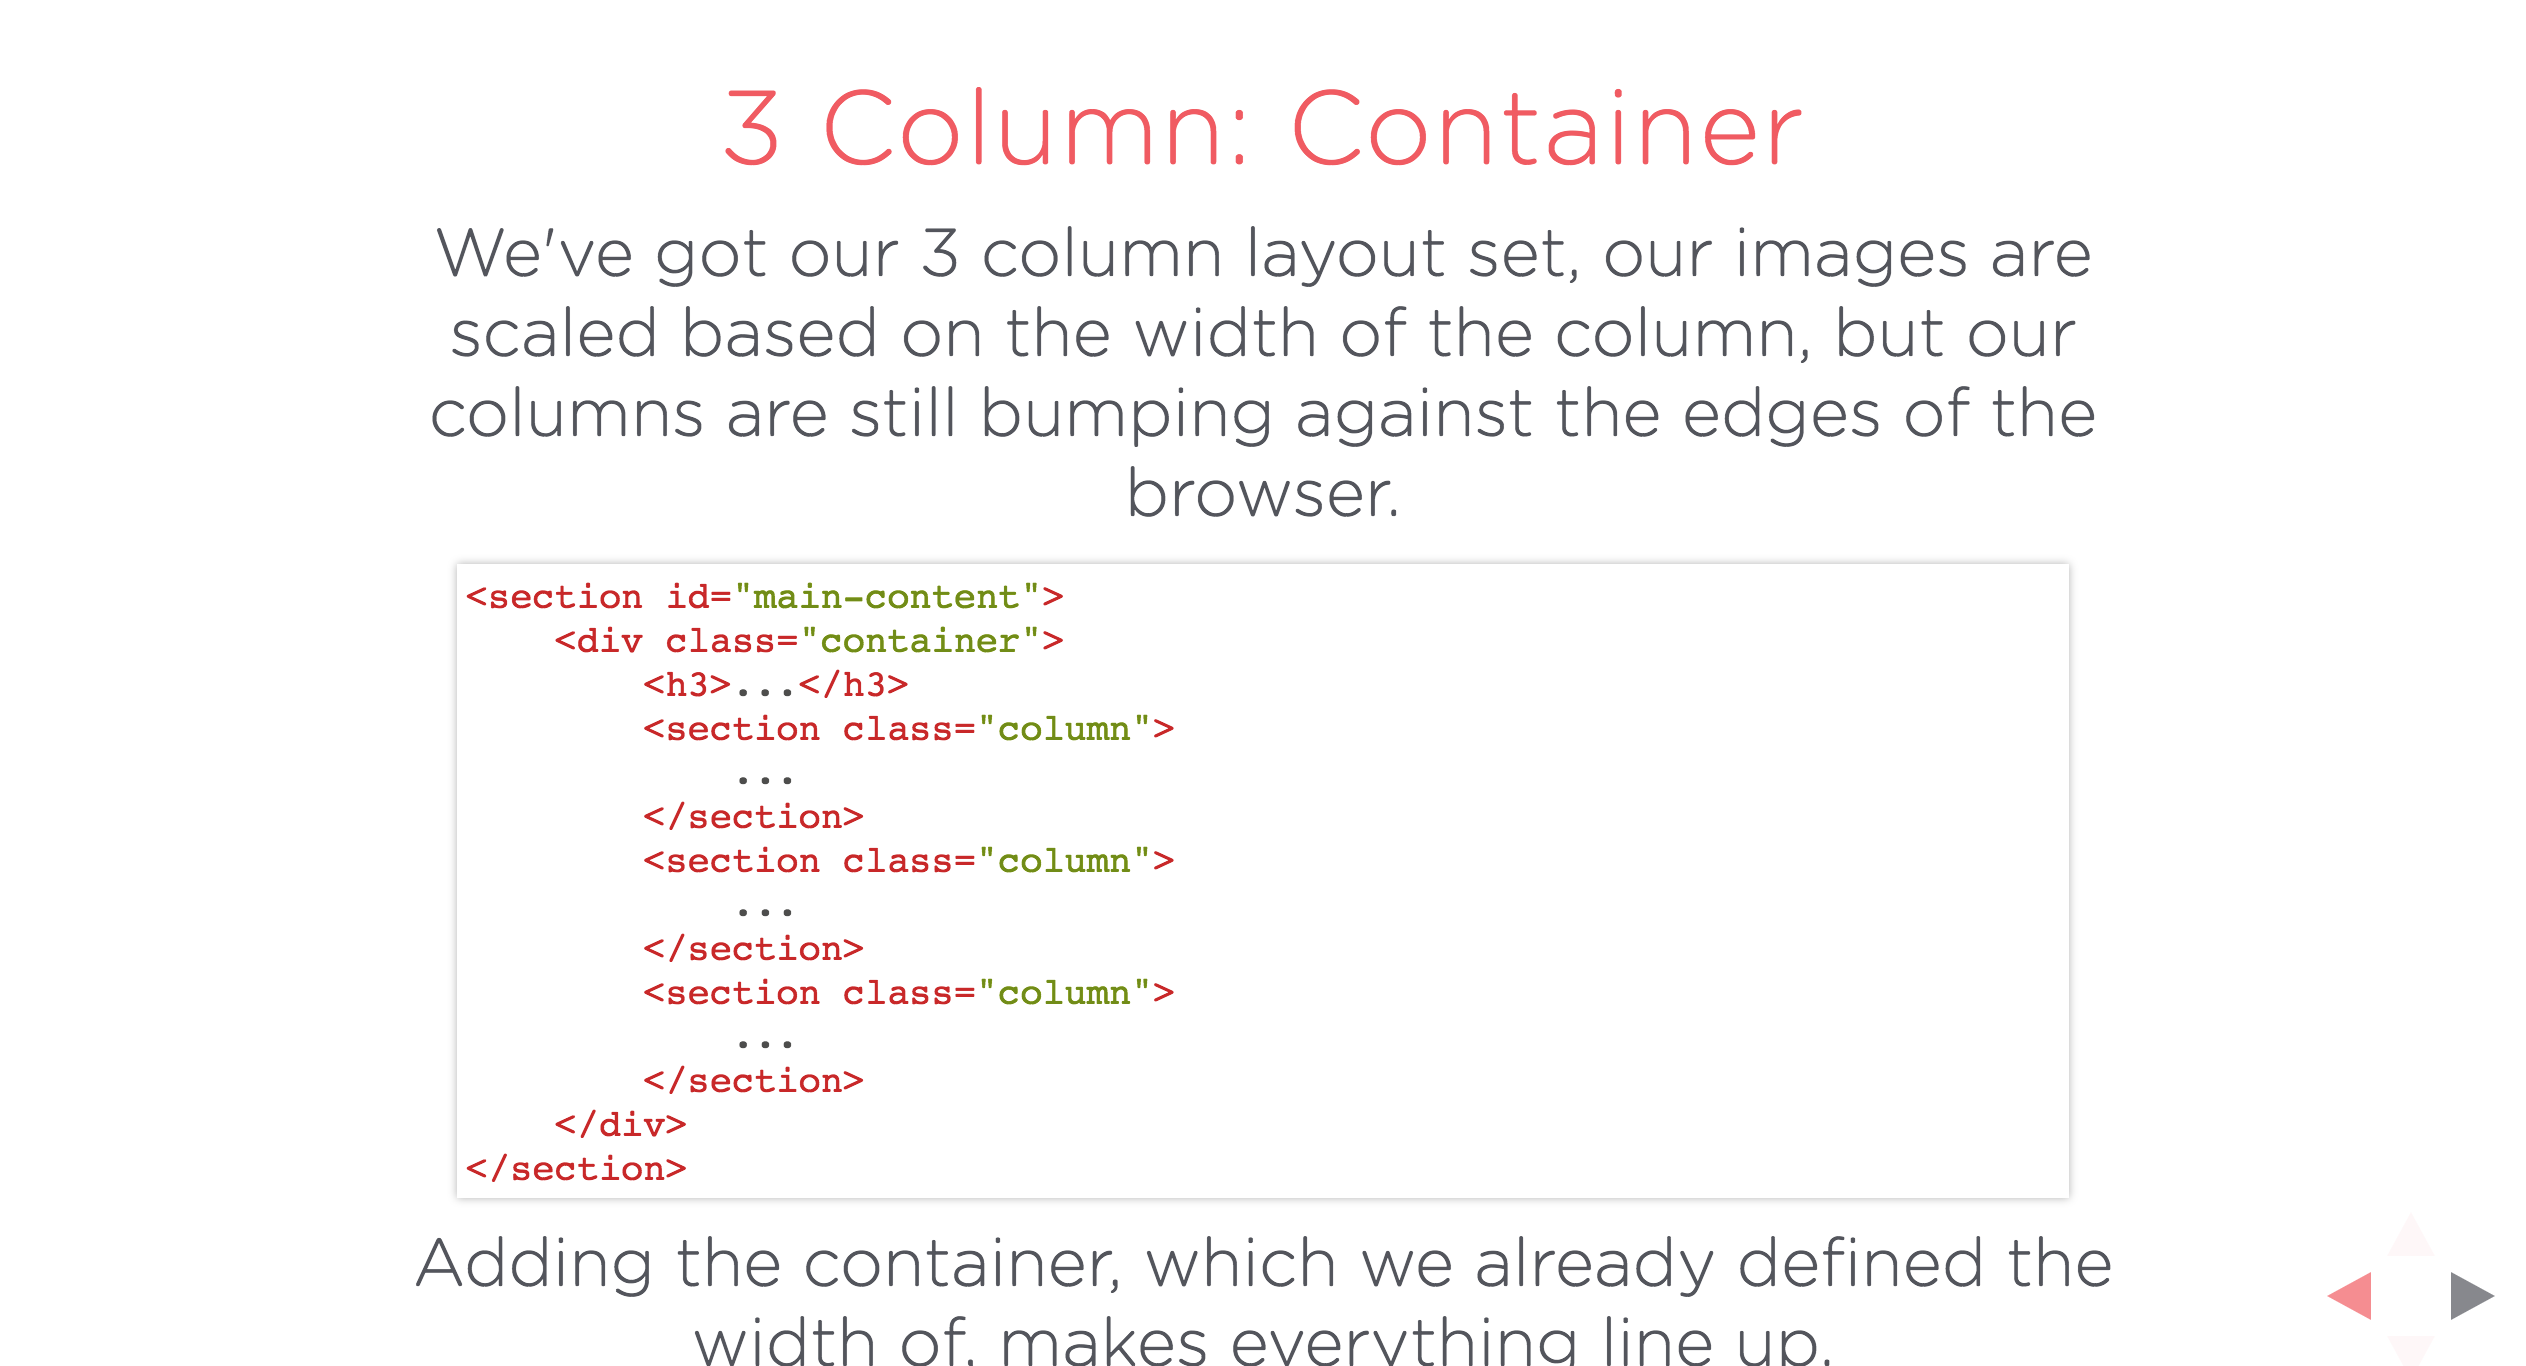 3 Column: Container
We've got our 3 column layout set, our images are
scaled based on the width of the column, but our
columns are still bumping against the edges of the
browser.
<section id="main-content">
    <div class="container">
        <h3>...</h3>
        <section class="column">
            ...
        </section>
        <section class="column">
            ...
        </section>
        <section class="column">
            ...
        </section>
    </div>
</section>
Adding the container, which we already defined the
width of, makes everything line up.